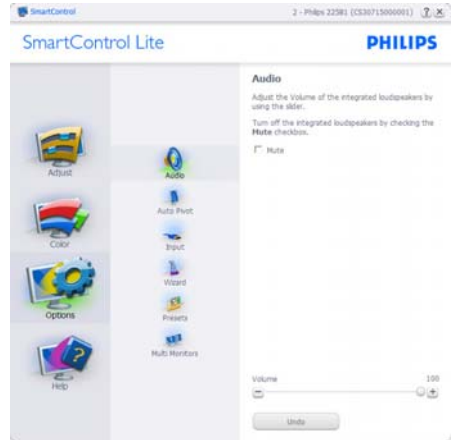 SmartControl
2 - Philips 225B1 (CS30715000001)
SmartControl Lite
PHILIPS
Adjust
Color
Options
Help
Audio
Auto Pivot
Input
Wizard
Presets
Multi Monitors
Audio
Adjust the Volume of the integrated loudspeakers by
using the slider.
Turn off the integrated loudspeakers by checking the
Mute checkbox.
Mute
Volume
100
Undo